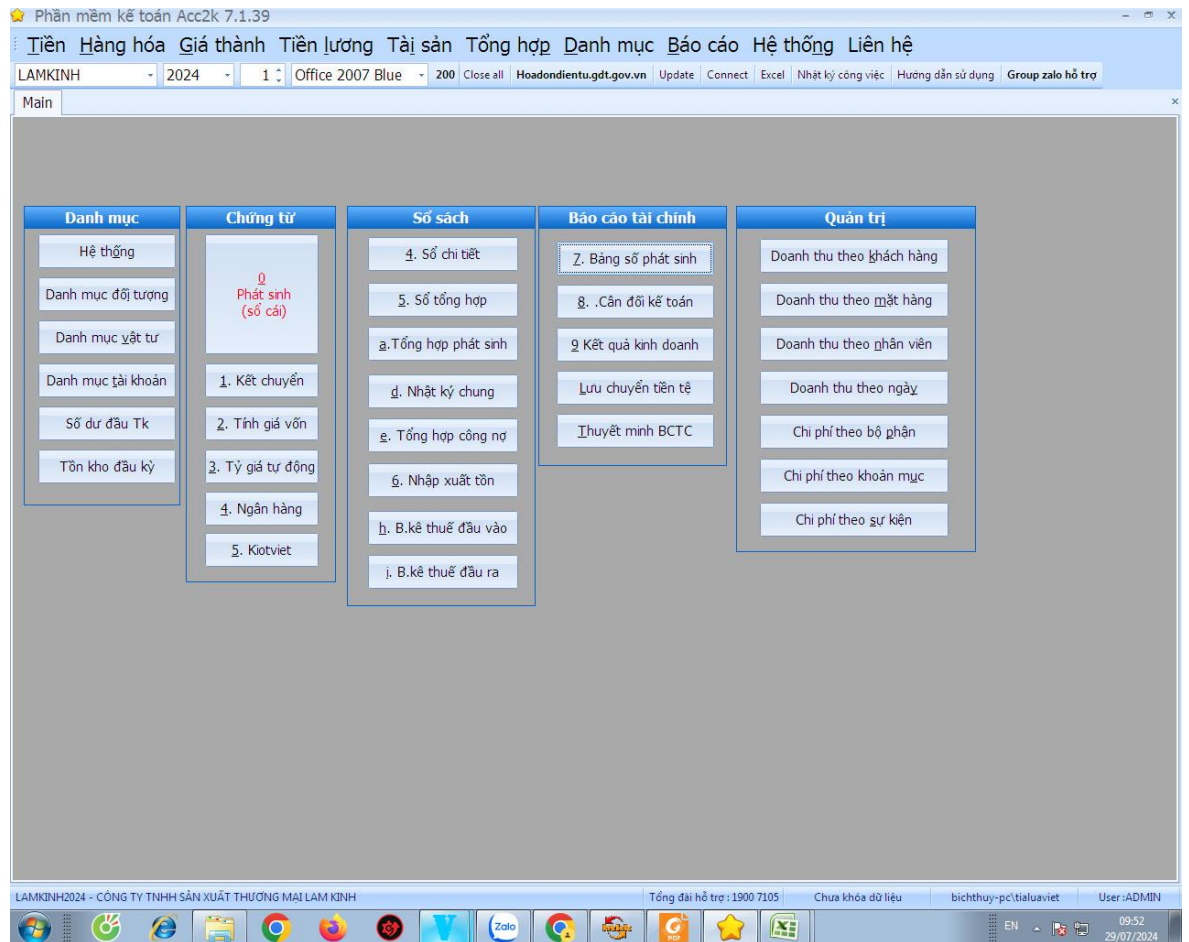 Phần mềm kế toán Acc2k 7.1.39
Tiền Hàng hóa Giá thành Tiền lương Tài sản Tổng hợp Danh mục Báo cáo Hệ thống Liên hệ
LAMKINH 2024 1 Office 2007 Blue 200 Close all Hoadondientu.gdt.gov.vn Update Connect Excel Nhật ký công việc Hướng dẫn sử dụng Group zalo hỗ trợ
Main
Danh mục
Hệ thống
Danh mục đối tượng
Danh mục vật tư
Danh mục tài khoản
Số dư đầu Tk
Tồn kho đầu kỳ
Chứng từ
0
Phát sinh
(sổ cái)
1. Kết chuyển
2. Tính giá vốn
3. Tỷ giá tự động
4. Ngân hàng
5. Kiotviet
Sổ sách
4. Sổ chi tiết
5. Sổ tổng hợp
a.Tổng hợp phát sinh
d. Nhật ký chung
e. Tổng hợp công nợ
6. Nhập xuất tồn
h. B.kê thuế đầu vào
j. B.kê thuế đầu ra
Báo cáo tài chính
7. Bảng số phát sinh
8. .Cân đối kế toán
9 Kết quả kinh doanh
Lưu chuyển tiền tệ
Thuyết minh BCTC
Quản trị
Doanh thu theo khách hàng
Doanh thu theo mặt hàng
Doanh thu theo nhân viên
Doanh thu theo ngày
Chi phí theo bộ phận
Chi phí theo khoản mục
Chi phí theo sự kiện
LAMKINH2024 - CÔNG TY TNHH SẢN XUẤT THƯƠNG MẠI LAM KINH Tổng đài hỗ trợ : 1900 7105 Chưa khóa dữ liệu bichthuy-pc\tialuaviet User :ADMIN
Zalo
PDF
EN
09:52
29/07/2024